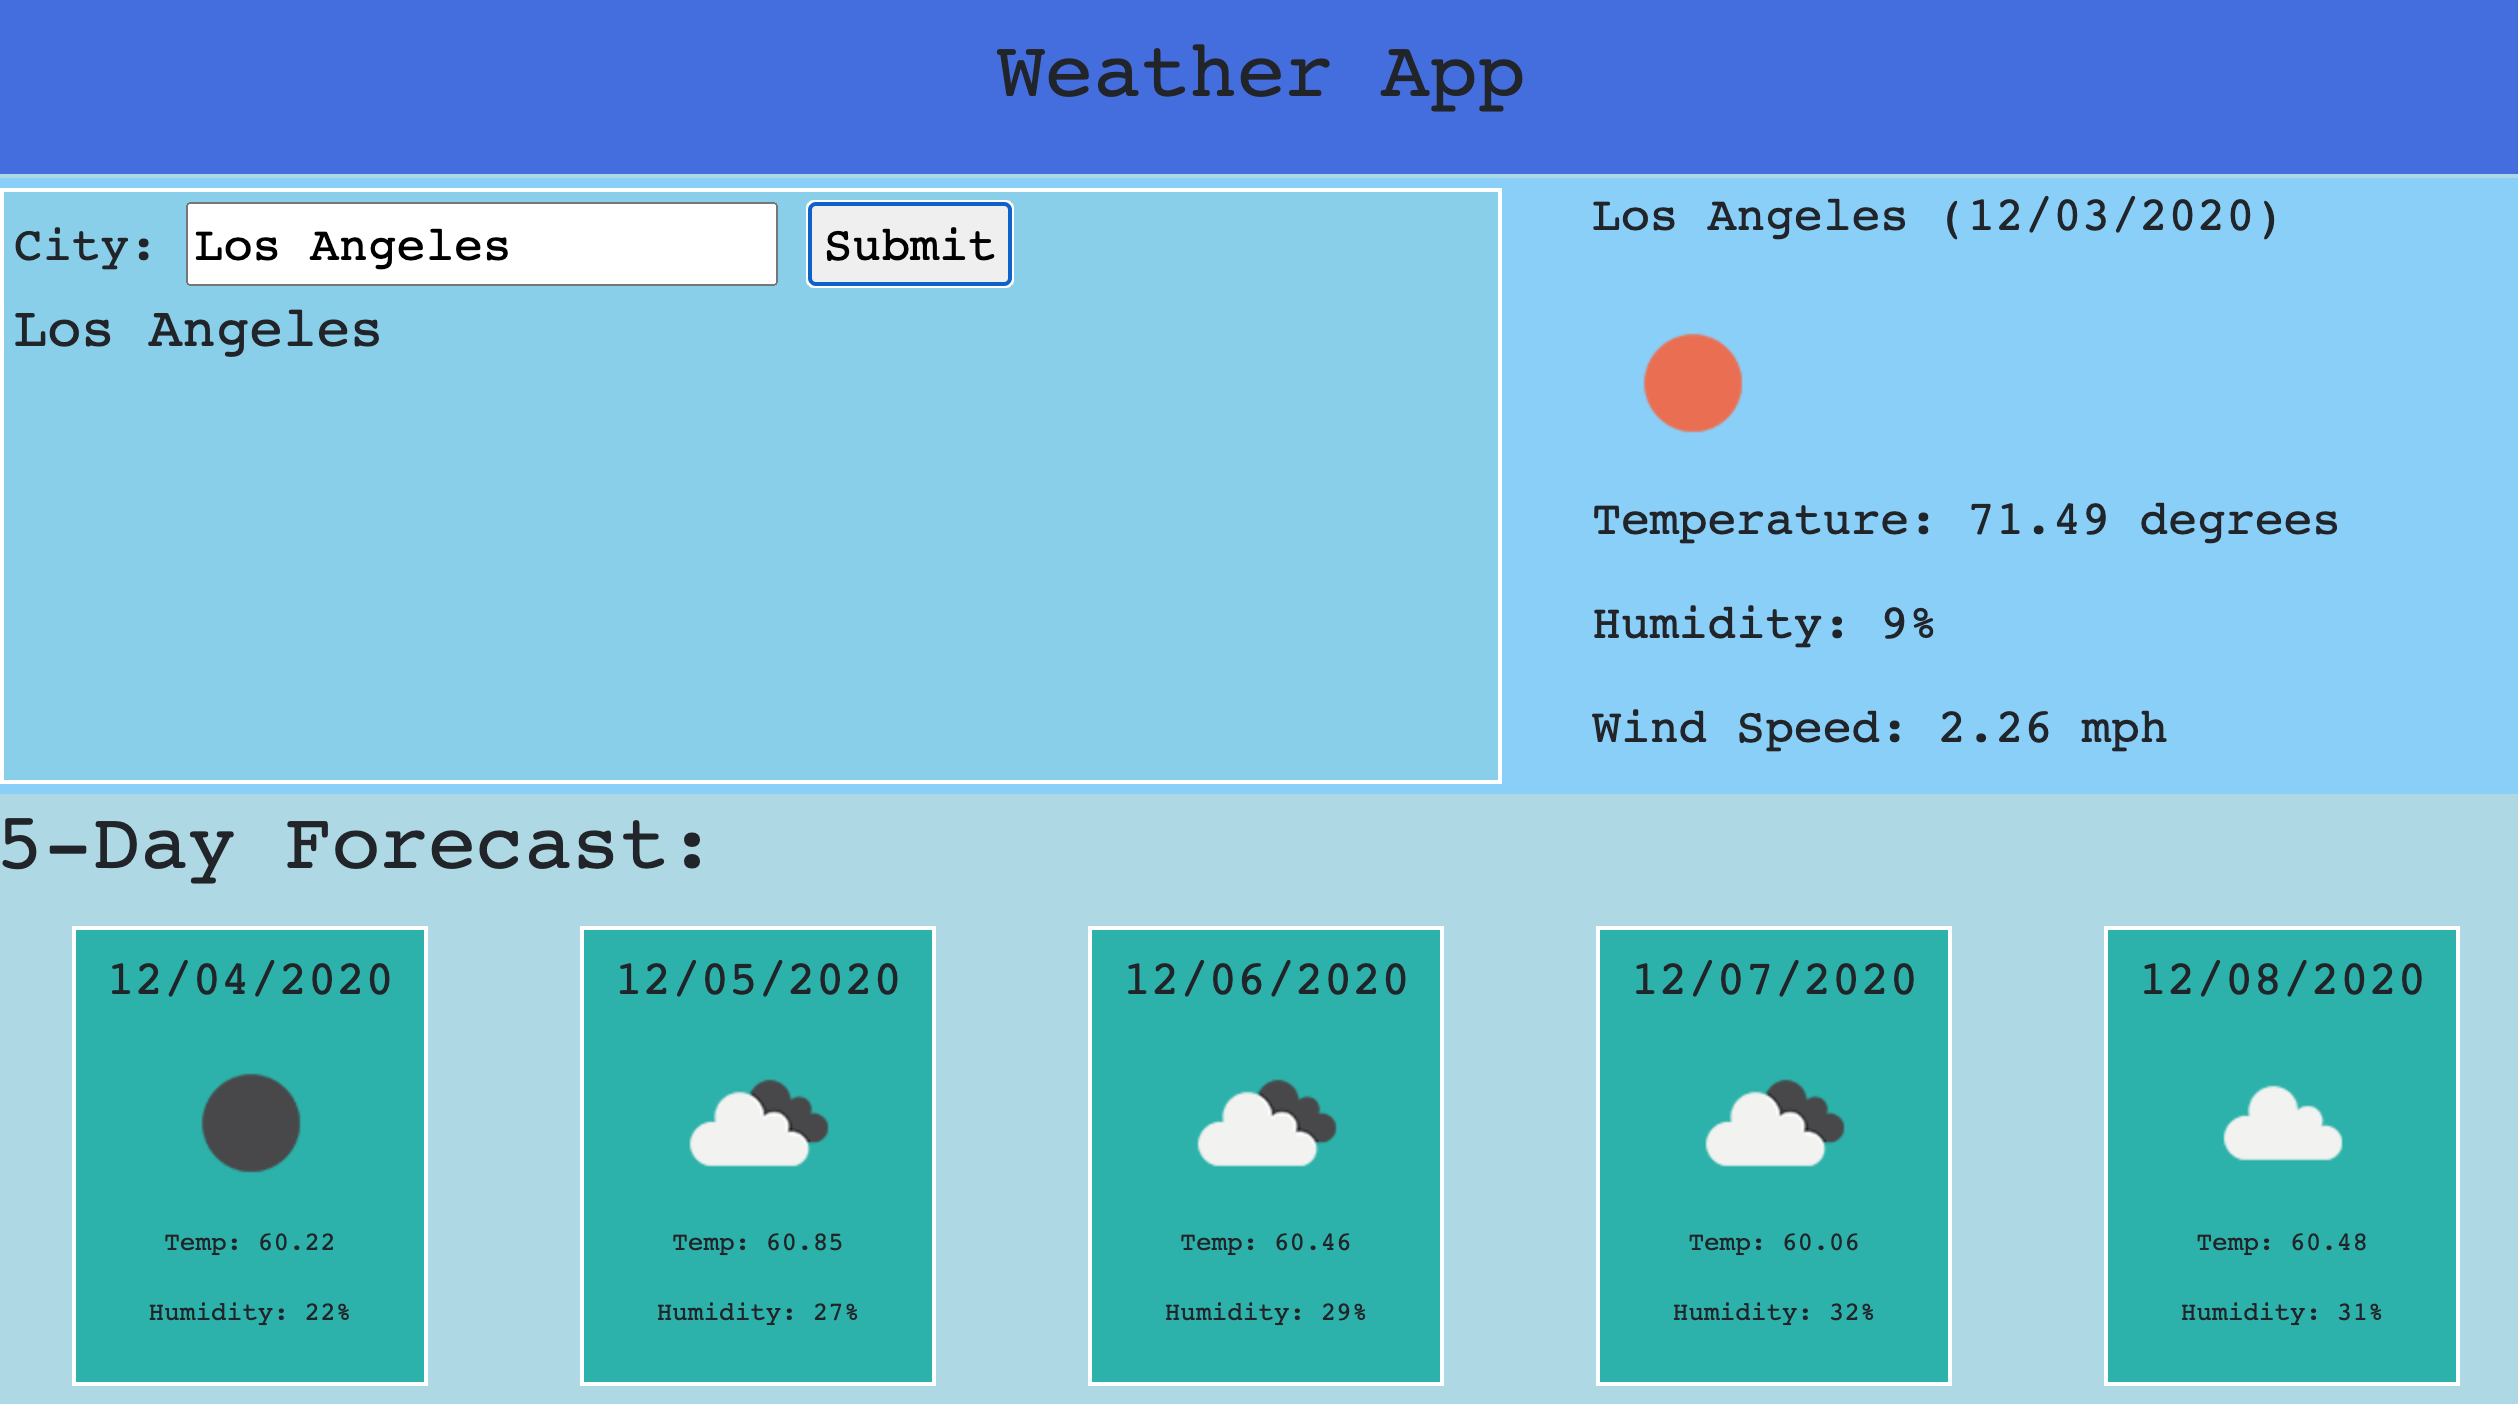 Weather App
City: Los Angeles Submit
Los Angeles
Los Angeles (12/03/2020)
Temperature: 71.49 degrees
Humidity: 9%
Wind Speed: 2.26 mph
5-Day Forecast:
12/04/2020
Temp: 60.22
Humidity: 22%
12/05/2020
Temp: 60.85
Humidity: 27%
12/06/2020
Temp: 60.46
Humidity: 29%
12/07/2020
Temp: 60.06
Humidity: 32%
12/08/2020
Temp: 60.48
Humidity: 31%